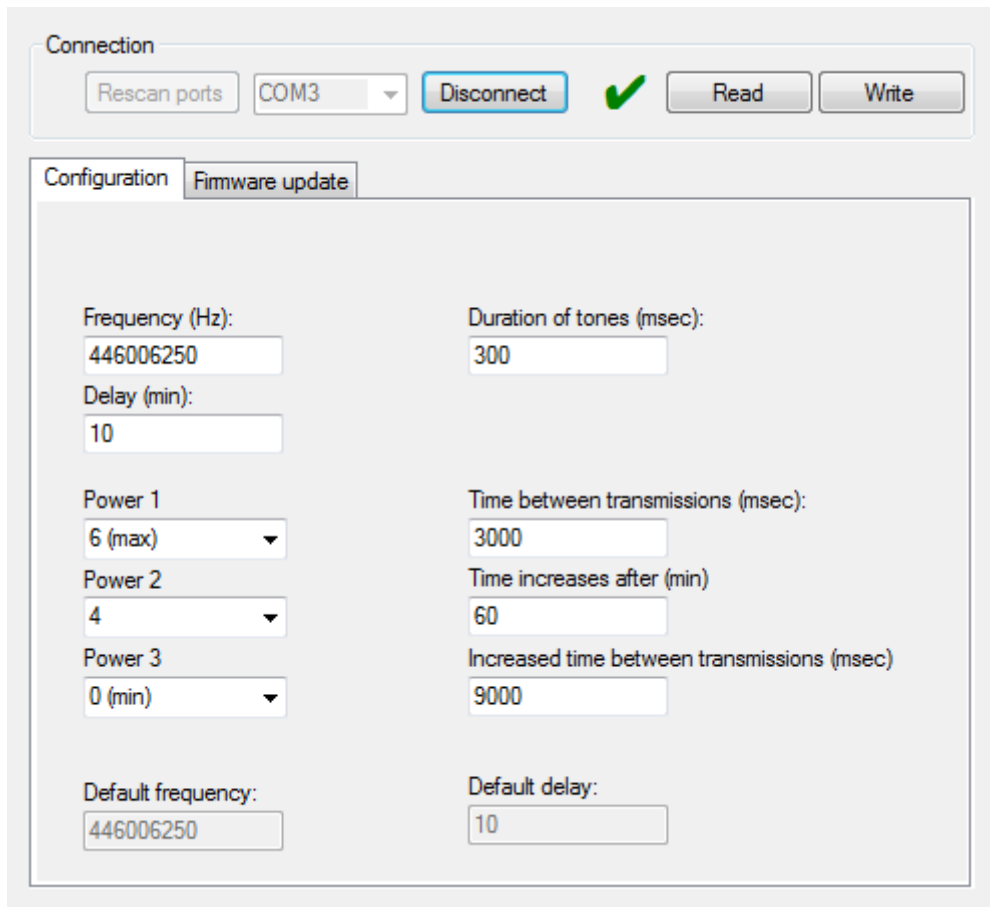 Connection
Rescan ports COM3 Disconnect Read Write
Configuration Firmware update
Frequency (Hz): Duration of tones (msec):
446006250 300
Delay (min):
10
Power 1 Time between transmissions (msec):
6 (max) 3000
Power 2 Time increases after (min)
4 60
Power 3 Increased time between transmissions (msec)
0 (min) 9000
Default frequency: Default delay:
446006250 10